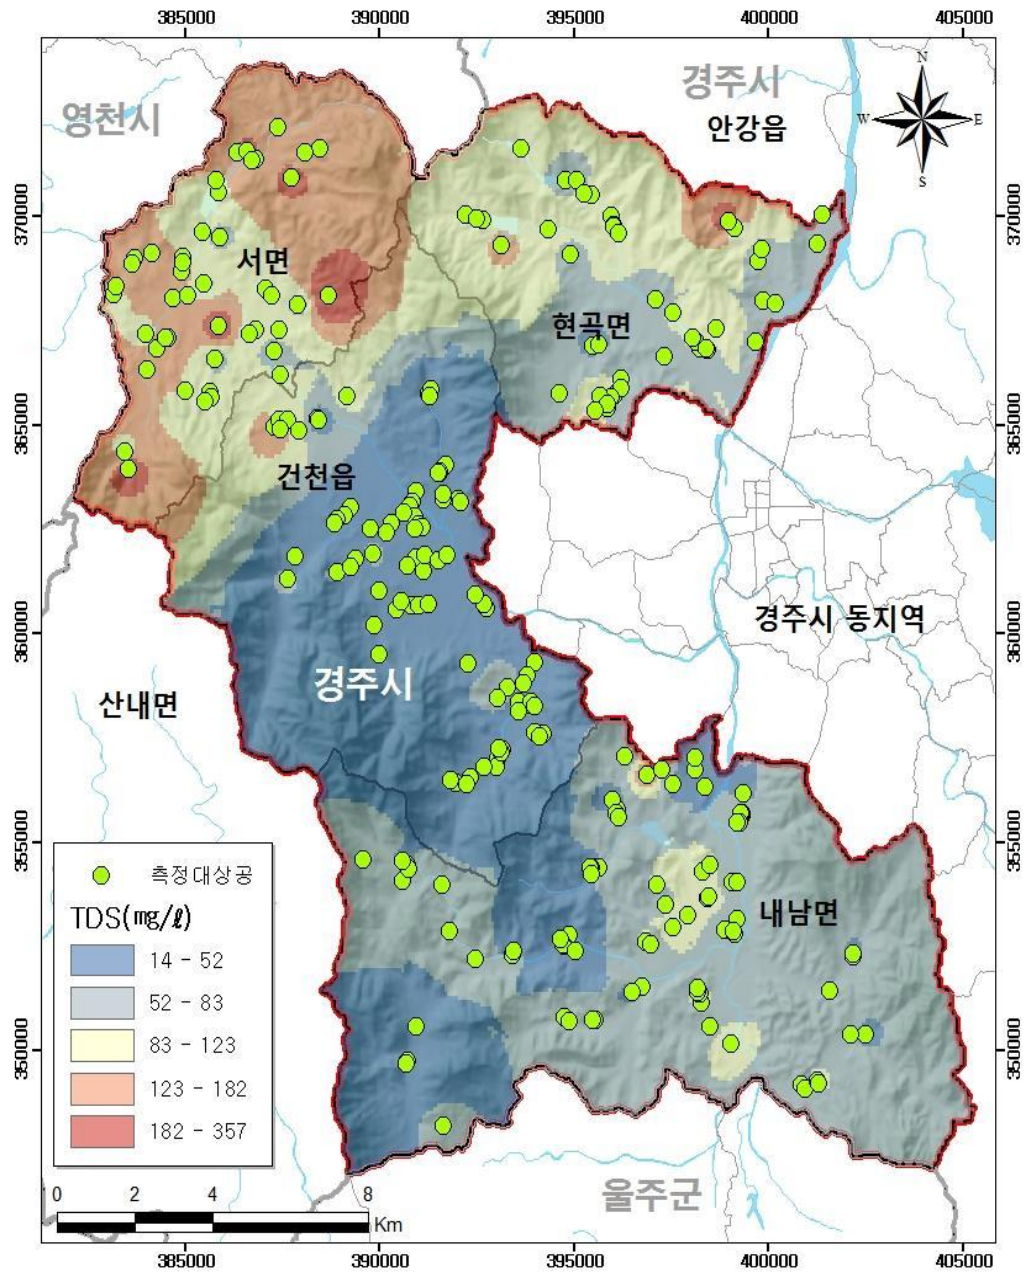 385000 390000 395000 400000 405000
영천시
경주시
안강읍
N
W E
S
370000 370000
서면
현곡면
365000 365000
건천읍
360000 360000
경주시 동지역
경주시
산내면
355000 355000
측정대상공
TDS(mg/ℓ)
14 - 52
52 - 83
83 - 123
123 - 182
182 - 357
내남면
350000 350000
울주군
0 2 4 8
Km
385000 390000 395000 400000 405000